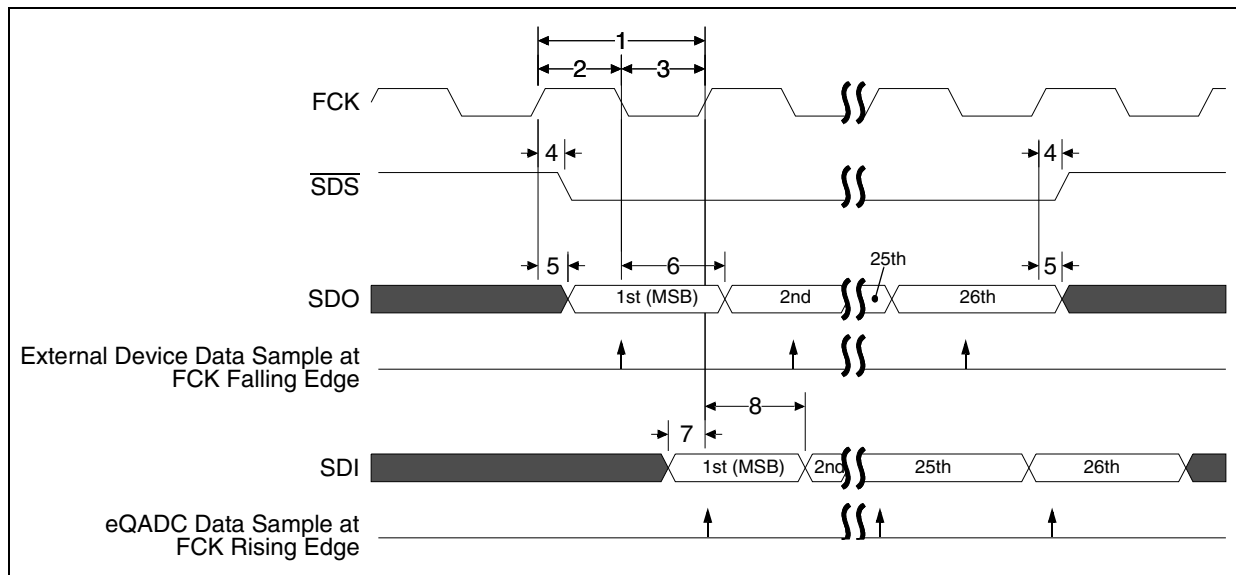 1
2 3
FCK
4 4
SDS
5 6 25th 5
SDO 1st (MSB) 2nd 26th
External Device Data Sample at
FCK Falling Edge
8
7
SDI 1st (MSB) 2nd 25th 26th
eQADC Data Sample at
FCK Rising Edge